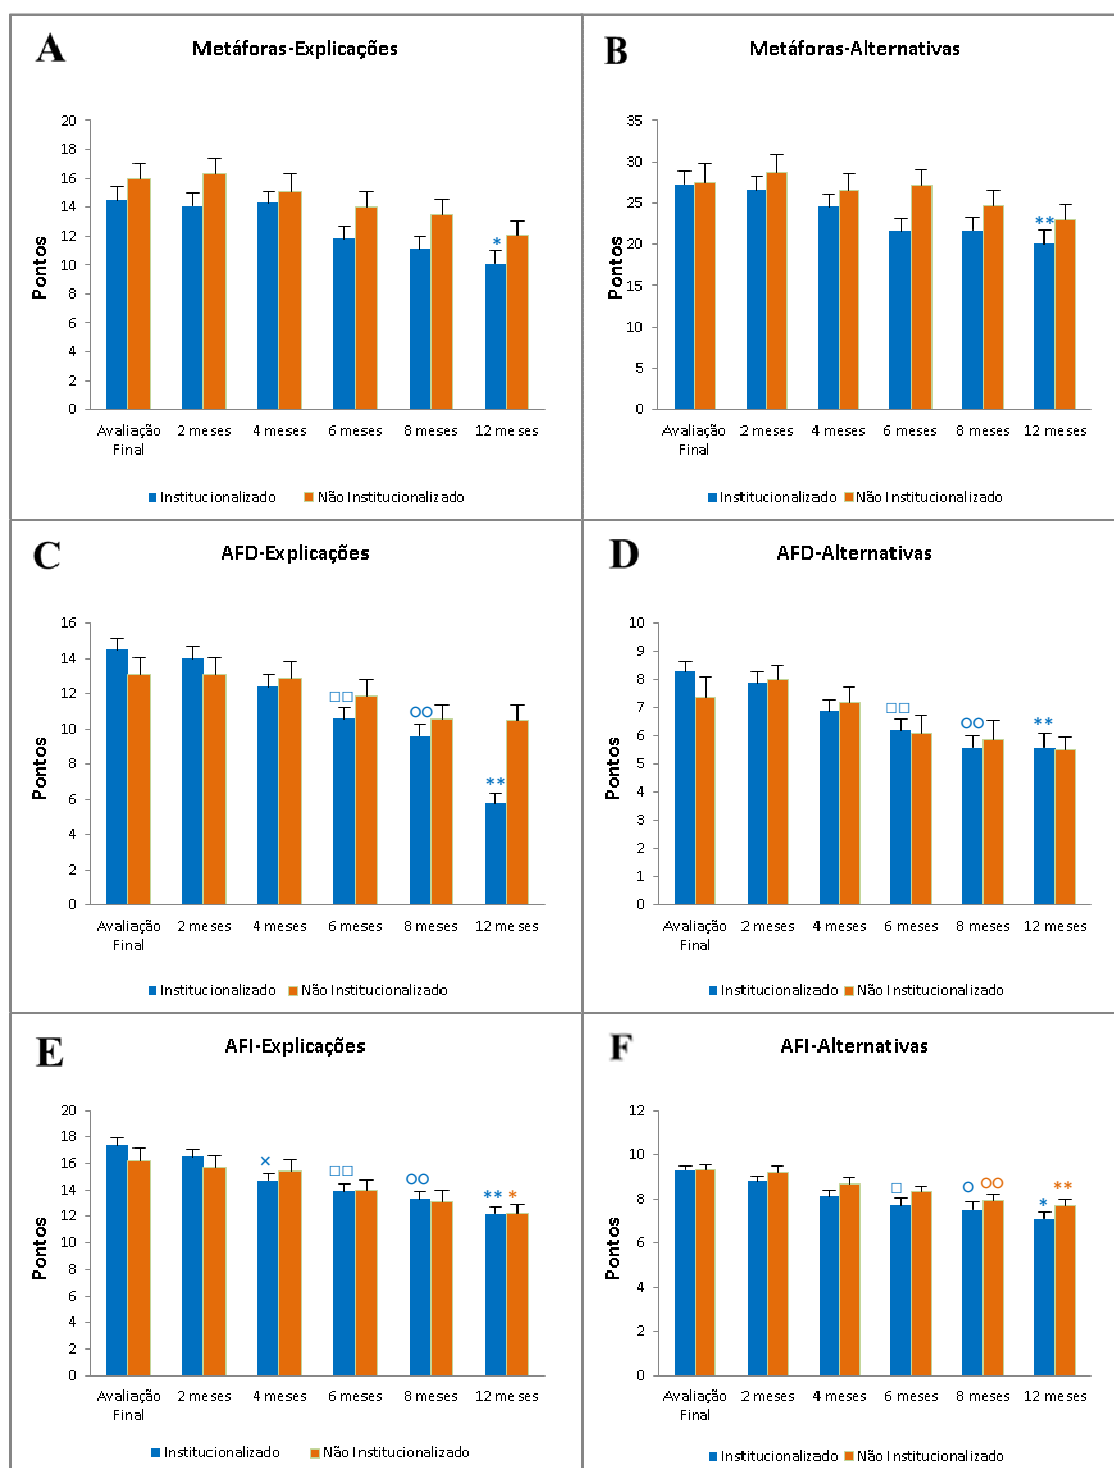 A
Metáforas-Explicações
Pontos
20
18
16
14
12
10
8
6
4
2
0
*
Avaliação Final
2 meses
4 meses
6 meses
8 meses
12 meses
Institucionalizado
Não Institucionalizado
B
Metáforas-Alternativas
Pontos
35
30
25
20
15
10
5
0
**
Avaliação Final
2 meses
4 meses
6 meses
8 meses
12 meses
Institucionalizado
Não Institucionalizado
C
AFD-Explicações
Pontos
16
14
12
10
8
6
4
2
0
□□
○○
**
Avaliação Final
2 meses
4 meses
6 meses
8 meses
12 meses
Institucionalizado
Não Institucionalizado
D
AFD-Alternativas
Pontos
10
9
8
7
6
5
4
3
2
1
0
□□
○○
**
Avaliação Final
2 meses
4 meses
6 meses
8 meses
12 meses
Institucionalizado
Não Institucionalizado
E
AFI-Explicações
Pontos
20
18
16
14
12
10
8
6
4
2
0
×
□□
○○
**
*
Avaliação Final
2 meses
4 meses
6 meses
8 meses
12 meses
Institucionalizado
Não Institucionalizado
F
AFI-Alternativas
Pontos
12
10
8
6
4
2
0
□
○
○○
*
**
Avaliação Final
2 meses
4 meses
6 meses
8 meses
12 meses
Institucionalizado
Não Institucionalizado